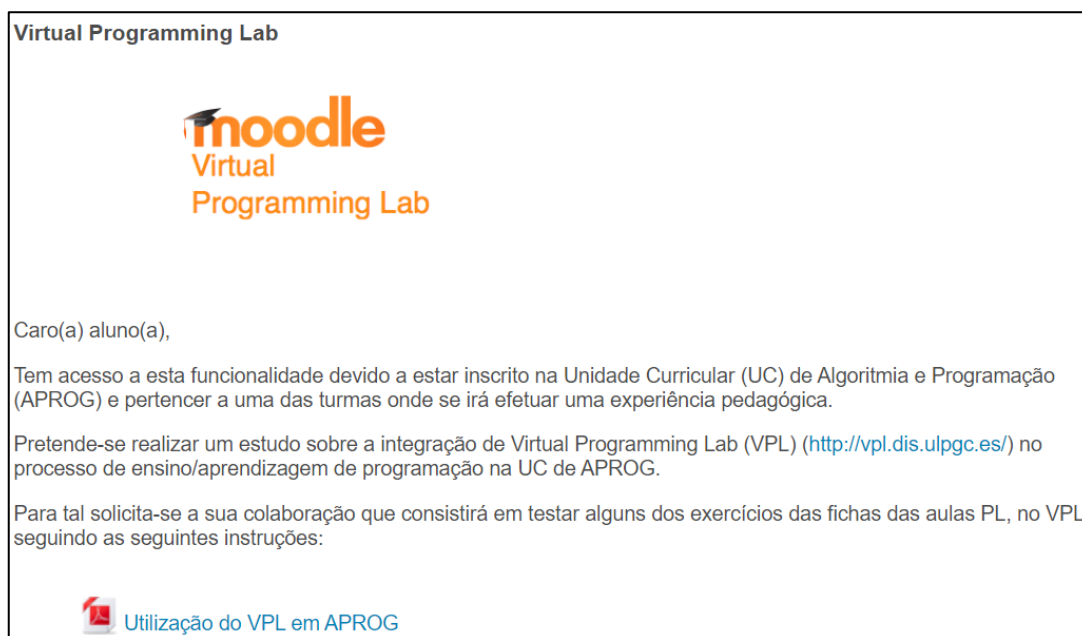 Virtual Programming Lab
moodle
Virtual
Programming Lab
Caro(a) aluno(a),
Tem acesso a esta funcionalidade devido a estar inscrito na Unidade Curricular (UC) de Algoritmia e Programação
(APROG) e pertencer a uma das turmas onde se irá efetuar uma experiência pedagógica.
Pretende-se realizar um estudo sobre a integração de Virtual Programming Lab (VPL) (http://vpl.dis.ulpgc.es/) no
processo de ensino/aprendizagem de programação na UC de APROG.
Para tal solicita-se a sua colaboração que consistirá em testar alguns dos exercícios das fichas das aulas PL, no VPL
seguindo as seguintes instruções:
Utilização do VPL em APROG